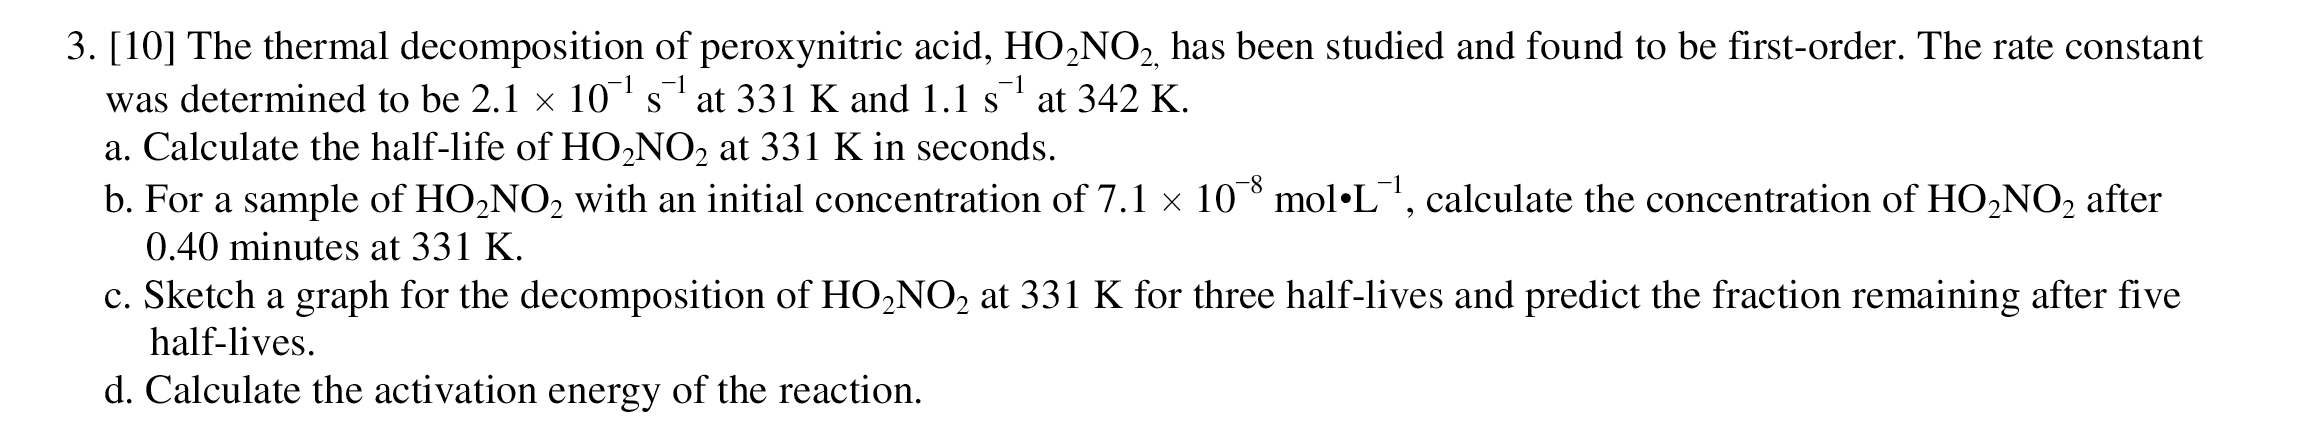 3. [10] The thermal decomposition of peroxynitric acid, HO₂NO₂, has been studied and found to be first-order. The rate constant
was determined to be 2.1 × 10⁻¹ s⁻¹ at 331 K and 1.1 s⁻¹ at 342 K.
a. Calculate the half-life of HO₂NO₂ at 331 K in seconds.
b. For a sample of HO₂NO₂ with an initial concentration of 7.1 × 10⁻⁸ mol•L⁻¹, calculate the concentration of HO₂NO₂ after
0.40 minutes at 331 K.
c. Sketch a graph for the decomposition of HO₂NO₂ at 331 K for three half-lives and predict the fraction remaining after five
half-lives.
d. Calculate the activation energy of the reaction.